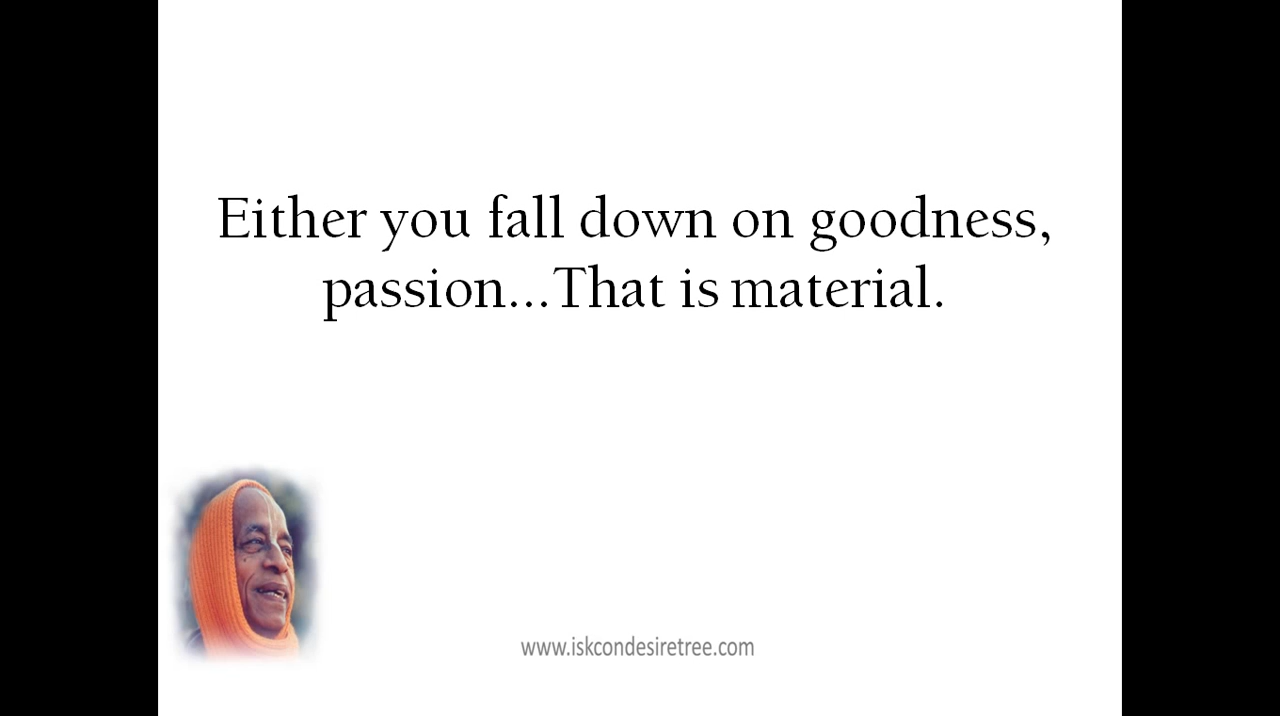 Either you fall down on goodness,
passion...That is material.
www.iskcondesiretree.com